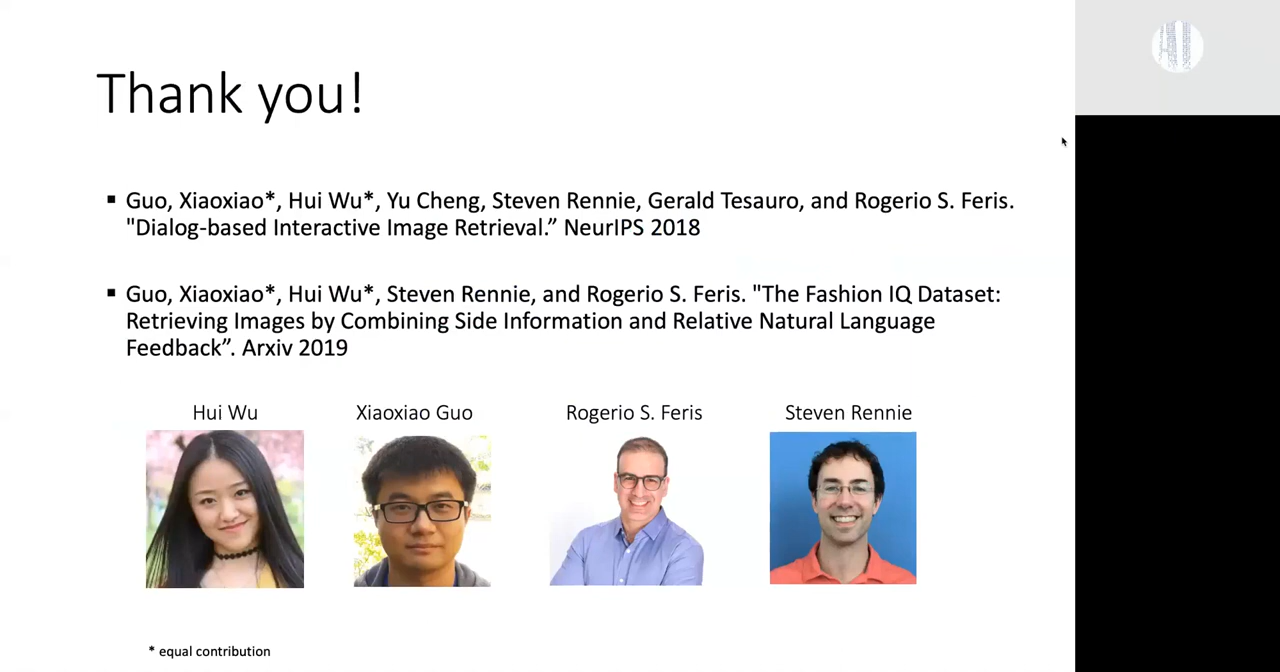 Thank you!
▪ Guo, Xiaoxiao*, Hui Wu*, Yu Cheng, Steven Rennie, Gerald Tesauro, and Rogerio S. Feris.
"Dialog-based Interactive Image Retrieval.” NeurIPS 2018
▪ Guo, Xiaoxiao*, Hui Wu*, Steven Rennie, and Rogerio S. Feris. "The Fashion IQ Dataset:
Retrieving Images by Combining Side Information and Relative Natural Language
Feedback”. Arxiv 2019
Hui Wu Xiaoxiao Guo Rogerio S. Feris Steven Rennie
* equal contribution